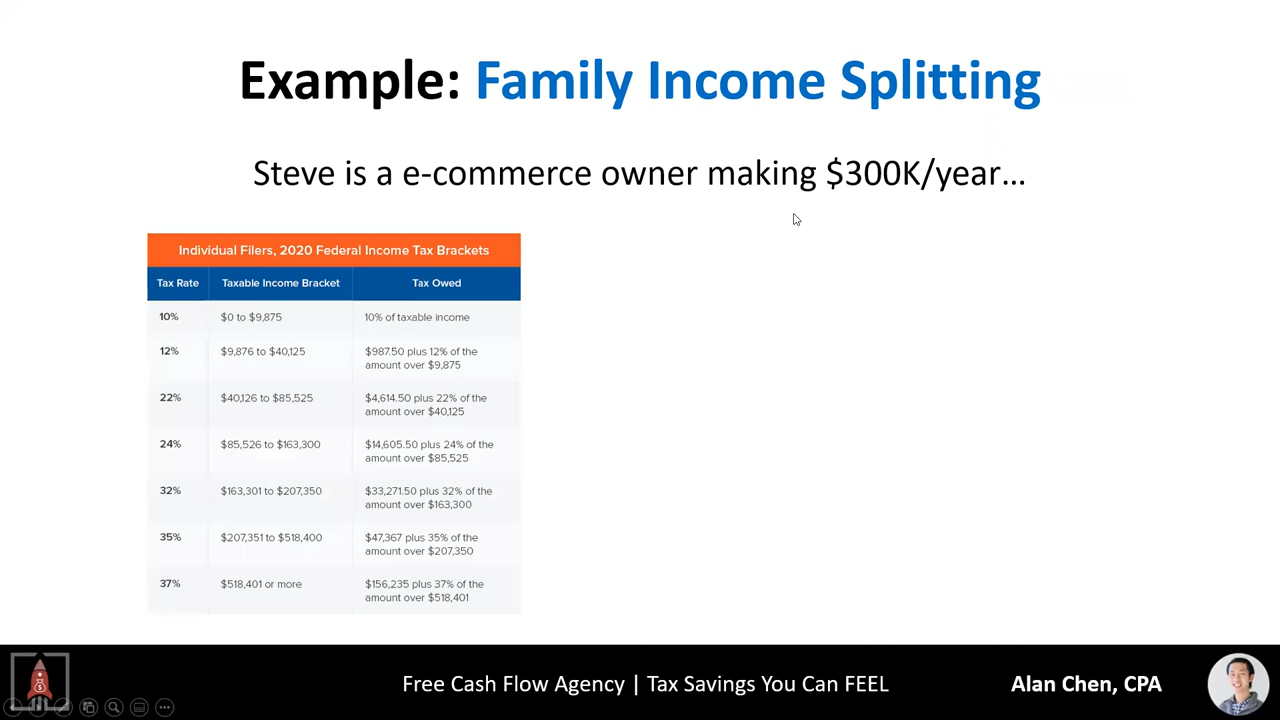 Example: Family Income Splitting
Steve is a e-commerce owner making $300K/year...
Individual Filers, 2020 Federal Income Tax Brackets
Tax Rate Taxable Income Bracket Tax Owed
10% $0 to $9,875 10% of taxable income
12% $9,876 to $40,125 $987.50 plus 12% of the
amount over $9,875
22% $40,126 to $85,525 $4,614.50 plus 22% of the
amount over $40,125
24% $85,526 to $163,300 $14,605.50 plus 24% of the
amount over $85,525
32% $163,301 to $207,350 $33,271.50 plus 32% of the
amount over $163,300
35% $207,351 to $518,400 $47,367 plus 35% of the
amount over $207,350
37% $518,401 or more $156,235 plus 37% of the
amount over $518,401
Free Cash Flow Agency | Tax Savings You Can FEEL
Alan Chen, CPA